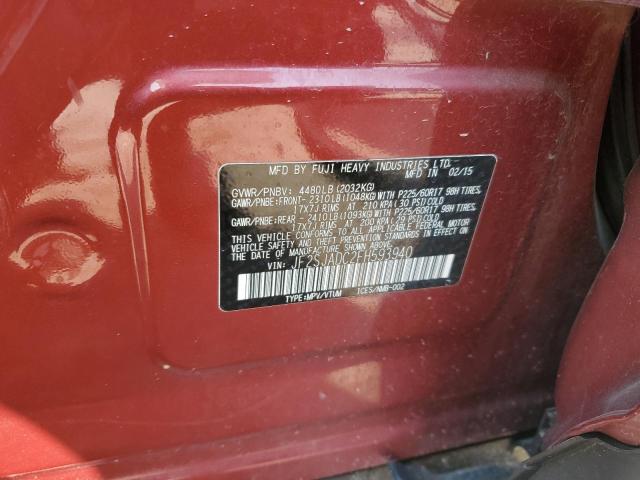 MFD BY FUJI HEAVY INDUSTRIES LTD.
MFD IN 02/15
GVWR/PNBV: 4480LB(2032KG)
GAWR/PNBE:FRONT-2310LB(1048KG)WITH P225/60R17 98H TIRES,
17X7J RIMS AT 210 KPA(30 PSI)COLD
GAWR/PNBE:REAR -2410LB(1093KG)WITH P225/60R17 98H TIRES,
17X7J RIMS AT 200 KPA(29 PSI)COLD
THIS VEHICLE CONFORMS TO ALL APPLICABLE
U.S. FEDERAL MOTOR VEHICLE SAFETY, BUMPER,
AND THEFT PREVENTION STANDARDS IN EFFECT
ON THE DATE OF MANUFACTURE SHOWN ABOVE.
VIN: JF2SJADC2FH593940
TYPE:MPV/VTUM ICES/NMB-002